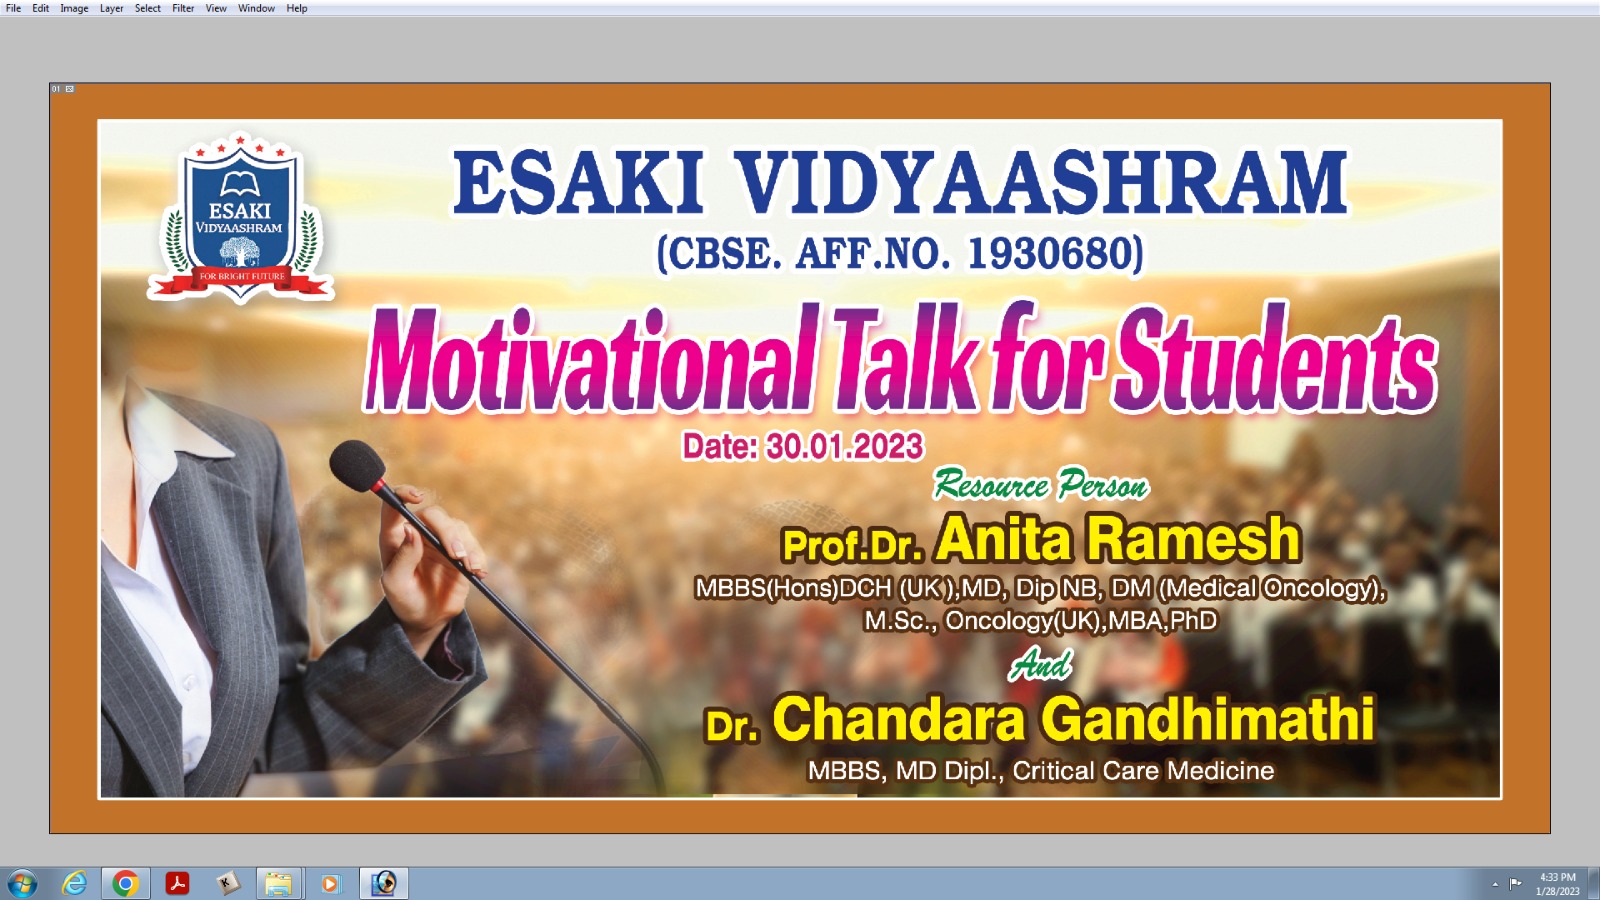 File Edit Image Layer Select Filter View Window Help
01
ESAKI
VIDYAASHRAM
FOR BRIGHT FUTURE
ESAKI VIDYAASHRAM
(CBSE. AFF.NO. 1930680)
Motivational Talk for Students
Date: 30.01.2023
Resource Person
Prof.Dr. Anita Ramesh
MBBS(Hons)DCH (UK ),MD, Dip NB, DM (Medical Oncology),
M.Sc., Oncology(UK),MBA,PhD
And
Dr. Chandara Gandhimathi
MBBS, MD Dipl., Critical Care Medicine
K
4:33 PM
1/28/2023